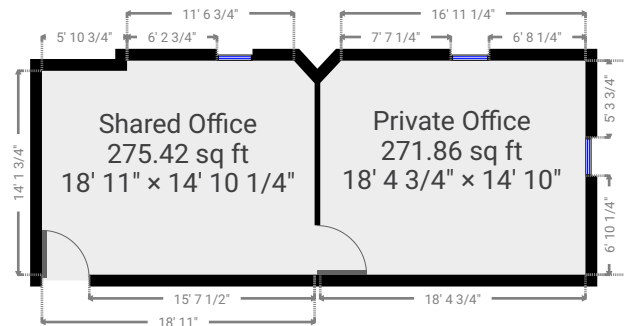 11' 6 3/4"
16' 11 1/4"
5' 10 3/4"
6' 2 3/4"
7' 7 1/4"
6' 8 1/4"
Shared Office
275.42 sq ft
18' 11" × 14' 10 1/4"
Private Office
271.86 sq ft
18' 4 3/4" × 14' 10"
14' 1 3/4"
5' 3 3/4"
6' 10 1/4"
15' 7 1/2"
18' 4 3/4"
18' 11"